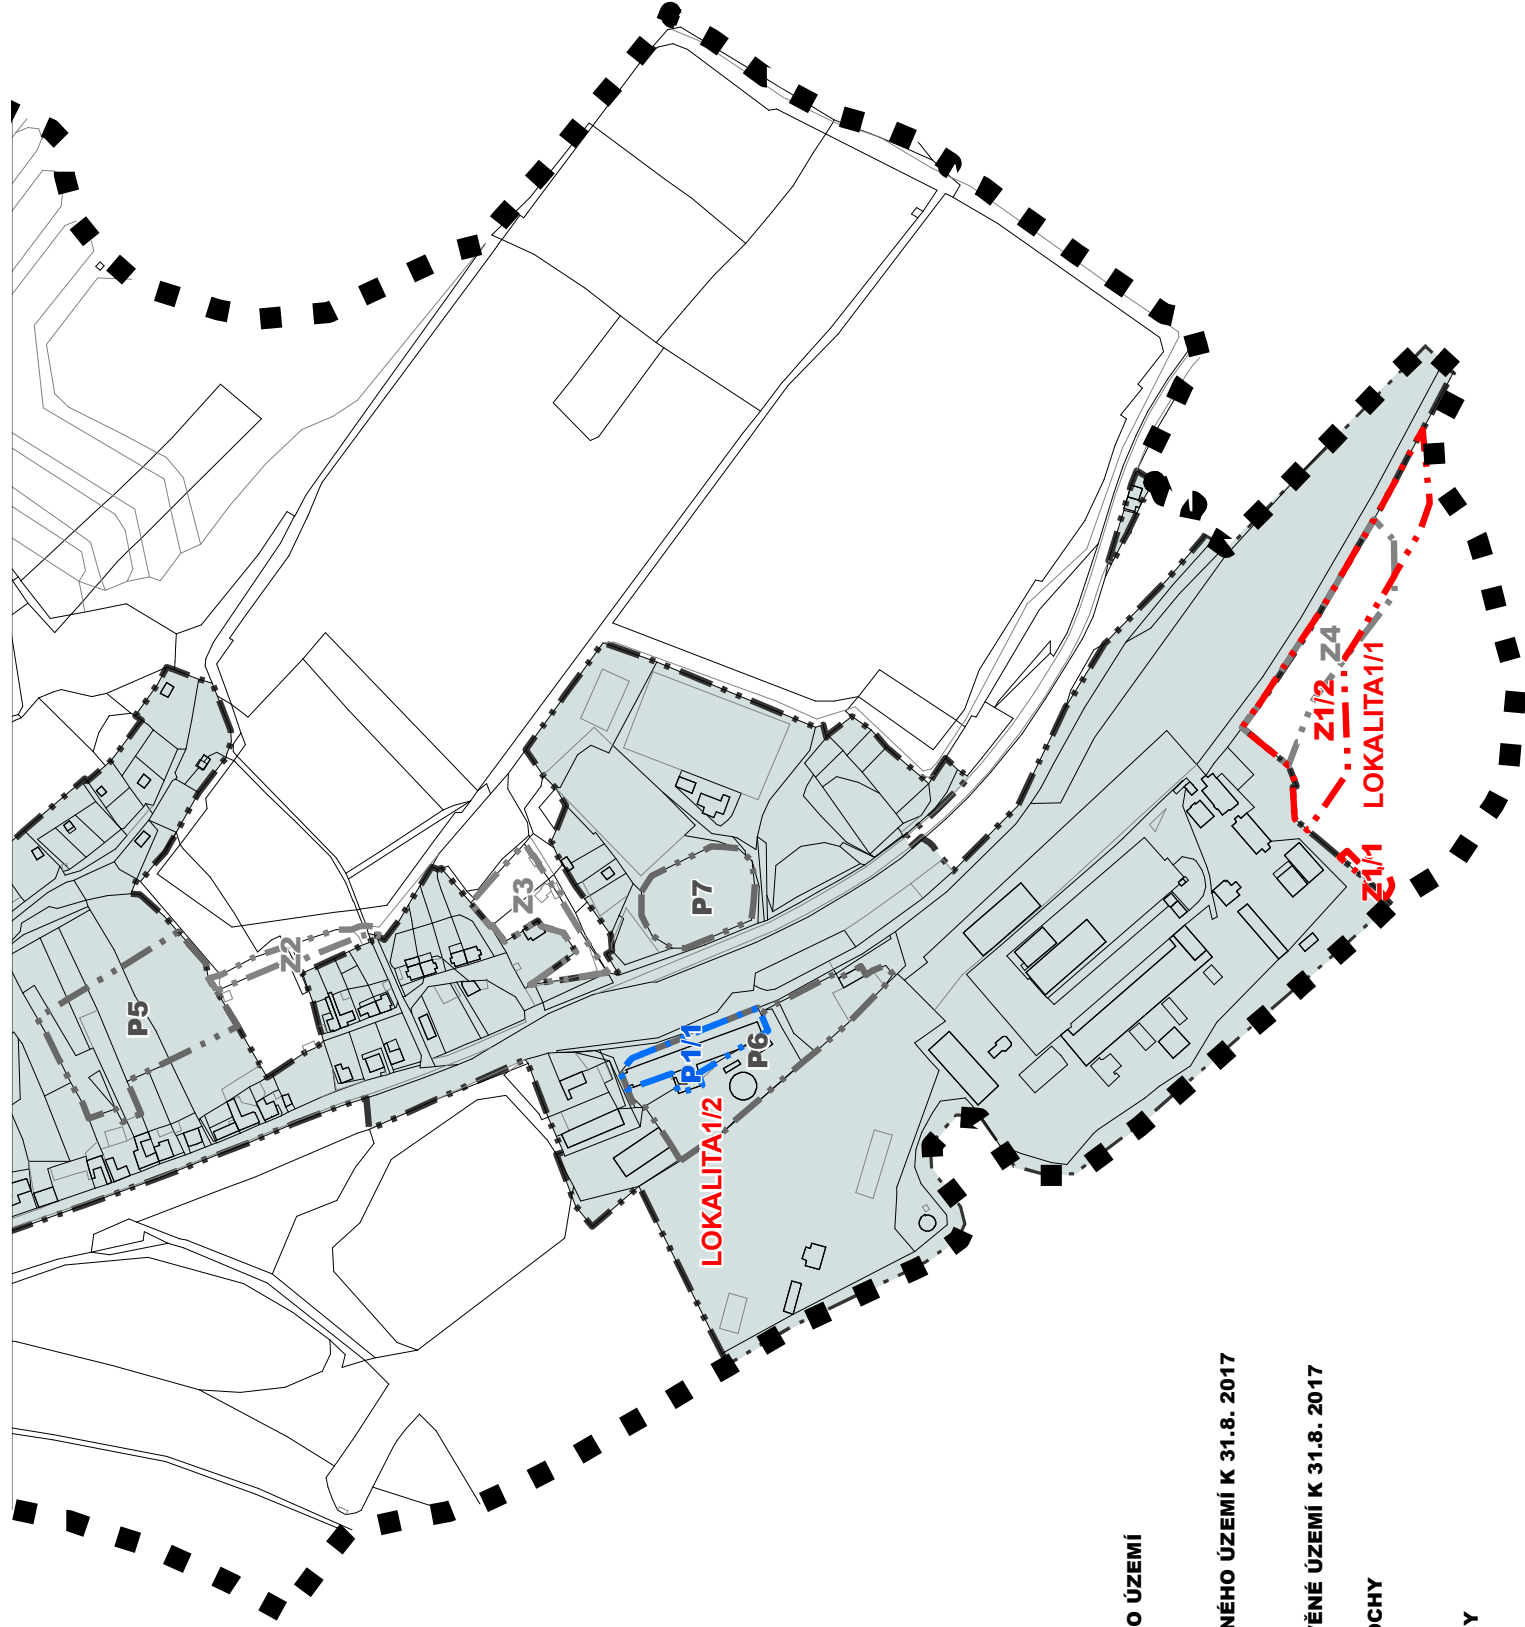 P5
Z2
Z3
P7
P1/1
P6
LOKALITA1/2
Z4
Z1/2
LOKALITA1/1
Z1/1
O ÚZEMÍ
NÉHO ÚZEMÍ K 31.8. 2017
ĚNÉ ÚZEMÍ K 31.8. 2017
OCHY
Y